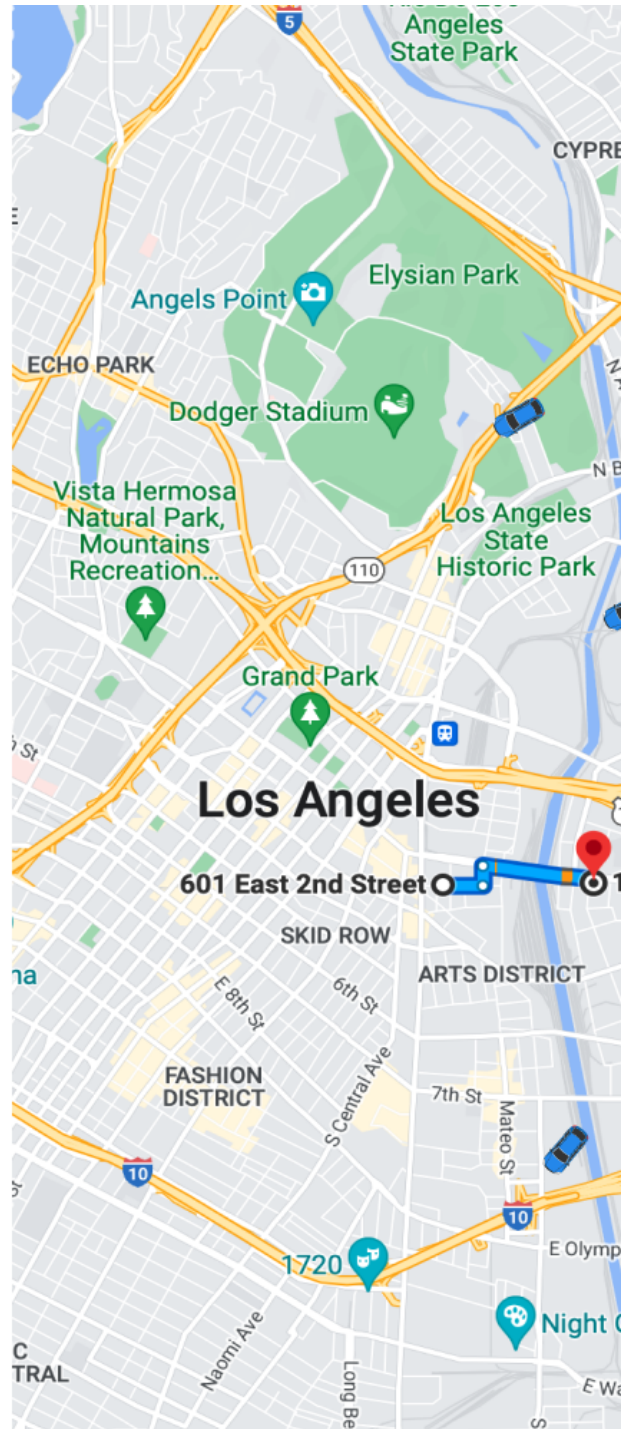 5
Angeles
State Park
CYPRE
Elysian Park
Angels Point
ECHO PARK
Dodger Stadium
N B
Vista Hermosa
Natural Park,
Mountains
Recreation...
Los Angeles
State
Historic Park
110
Grand Park
h St
Los Angeles
601 East 2nd Street
1
SKID ROW
na
ARTS DISTRICT
6th St
E 8th St
FASHION
DISTRICT
S Central Ave
7th St
Mateo St
10
10
E Olymp
1720
Night
Naomi Ave
C
TRAL
Long Be
E Wa
S